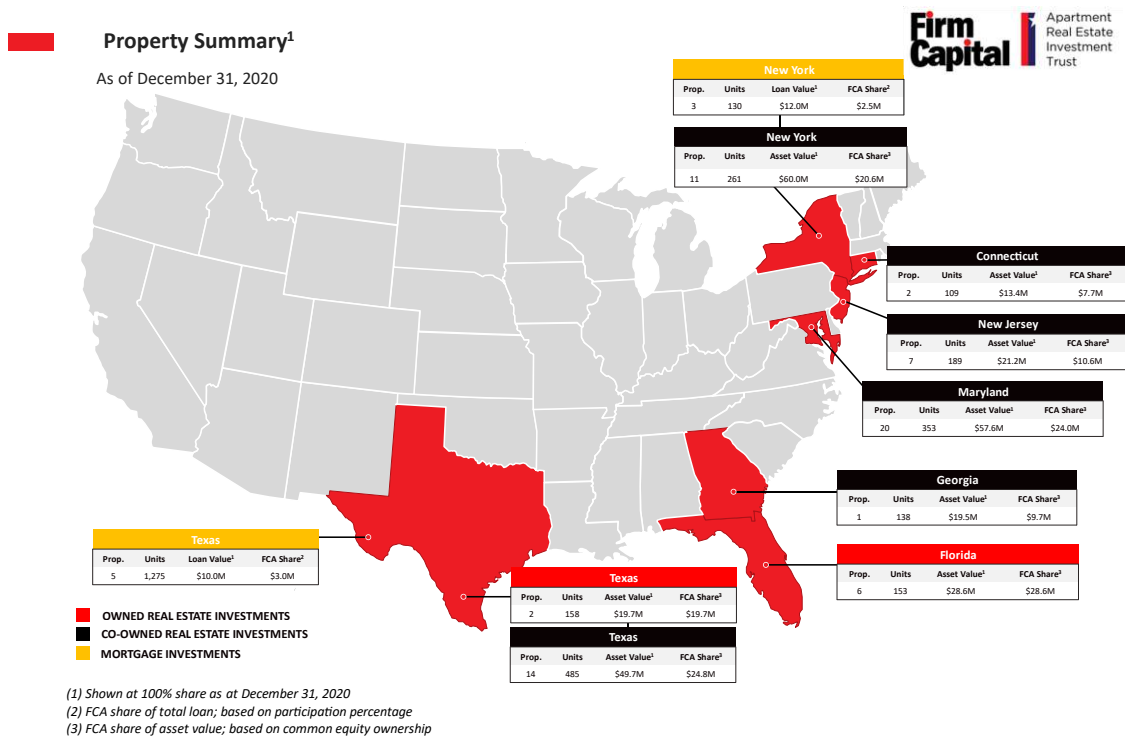 Property Summary¹
As of December 31, 2020
Firm
Capital
Apartment
Real Estate
Investment
Trust
New York
Prop. Units Loan Value¹ FCA Share²
3 130 $12.0M $2.5M
New York
Prop. Units Asset Value¹ FCA Share³
11 261 $60.0M $20.6M
Connecticut
Prop. Units Asset Value¹ FCA Share³
2 109 $13.4M $7.7M
New Jersey
Prop. Units Asset Value¹ FCA Share³
7 189 $21.2M $10.6M
Maryland
Prop. Units Asset Value¹ FCA Share³
20 353 $57.6M $24.0M
Georgia
Prop. Units Asset Value¹ FCA Share³
1 138 $19.5M $9.7M
Florida
Prop. Units Asset Value¹ FCA Share³
6 153 $28.6M $28.6M
Texas
Prop. Units Loan Value¹ FCA Share²
5 1,275 $10.0M $3.0M
Texas
Prop. Units Asset Value¹ FCA Share³
2 158 $19.7M $19.7M
Texas
Prop. Units Asset Value¹ FCA Share³
14 485 $49.7M $24.8M
OWNED REAL ESTATE INVESTMENTS
CO-OWNED REAL ESTATE INVESTMENTS
MORTGAGE INVESTMENTS
(1) Shown at 100% share as at December 31, 2020
(2) FCA share of total loan; based on participation percentage
(3) FCA share of asset value; based on common equity ownership